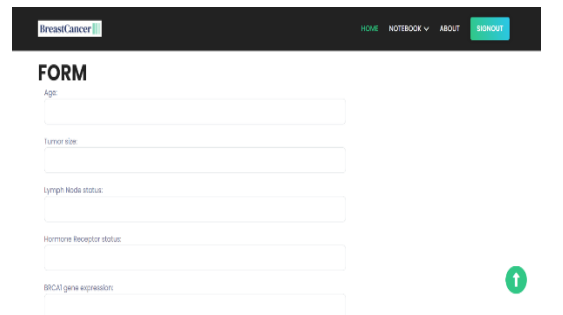 BreastCancer HOME NOTEBOOK ABOUT SIGNOUT
FORM
Age:
Tumor size:
Lymph Node status:
Hormone Receptor status:
BRCA1 gene expression: